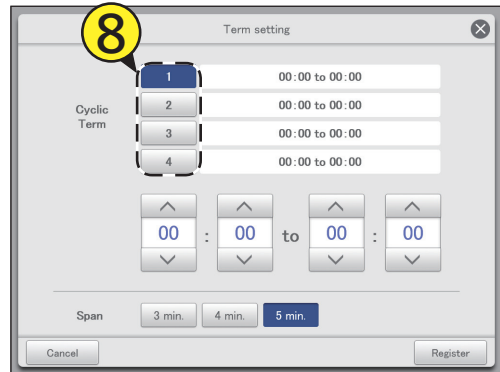 8
Term setting
Cyclic
Term
1 00:00 to 00:00
2 00:00 to 00:00
3 00:00 to 00:00
4 00:00 to 00:00
00 : 00 to 00 : 00
Span 3 min. 4 min. 5 min.
Cancel Register